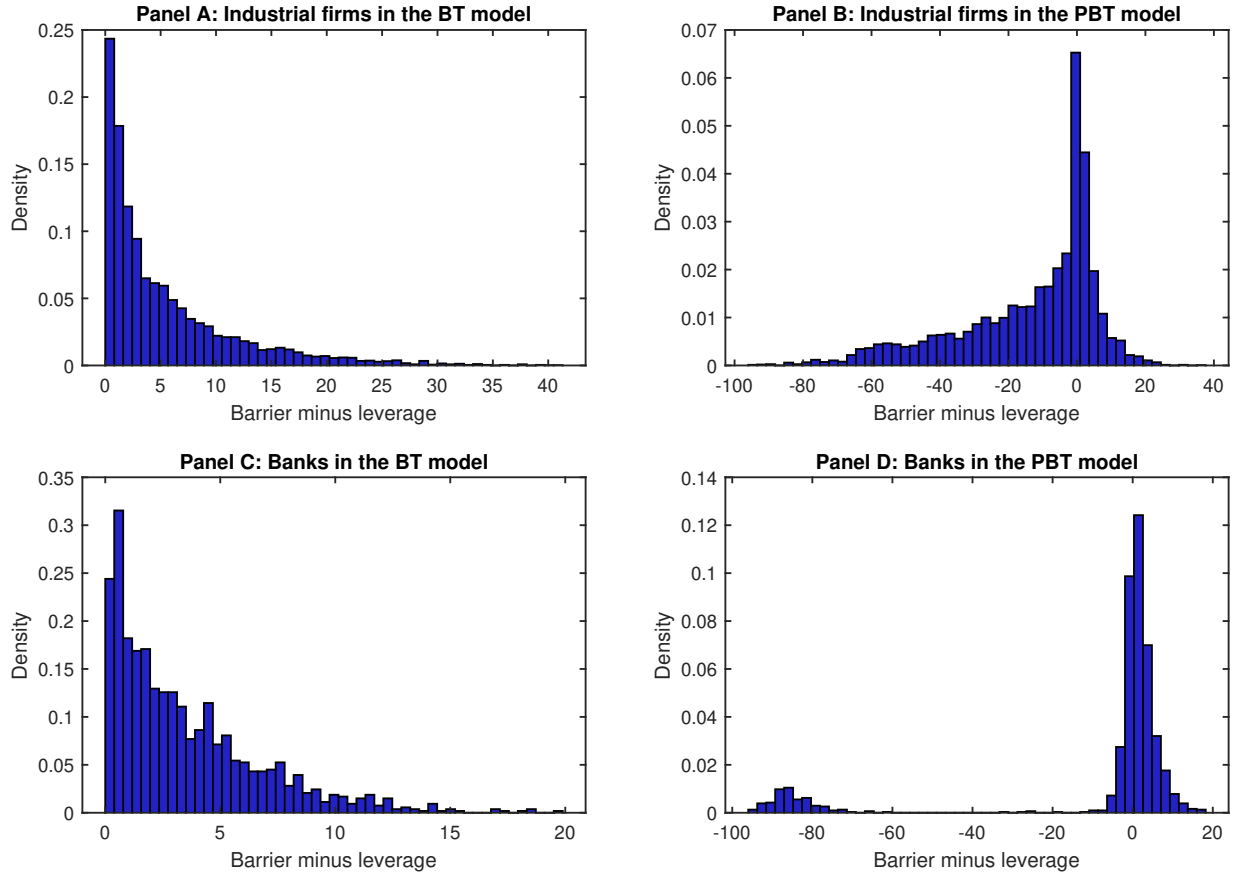 Panel A: Industrial firms in the BT model
0.25
0.2
0.15
0.1
0.05
0
Density
0 5 10 15 20 25 30 35 40
Barrier minus leverage
Panel B: Industrial firms in the PBT model
0.07
0.06
0.05
0.04
0.03
0.02
0.01
0
Density
-100 -80 -60 -40 -20 0 20 40
Barrier minus leverage
Panel C: Banks in the BT model
0.35
0.3
0.25
0.2
0.15
0.1
0.05
0
Density
0 5 10 15 20
Barrier minus leverage
Panel D: Banks in the PBT model
0.14
0.12
0.1
0.08
0.06
0.04
0.02
0
Density
-100 -80 -60 -40 -20 0 20
Barrier minus leverage